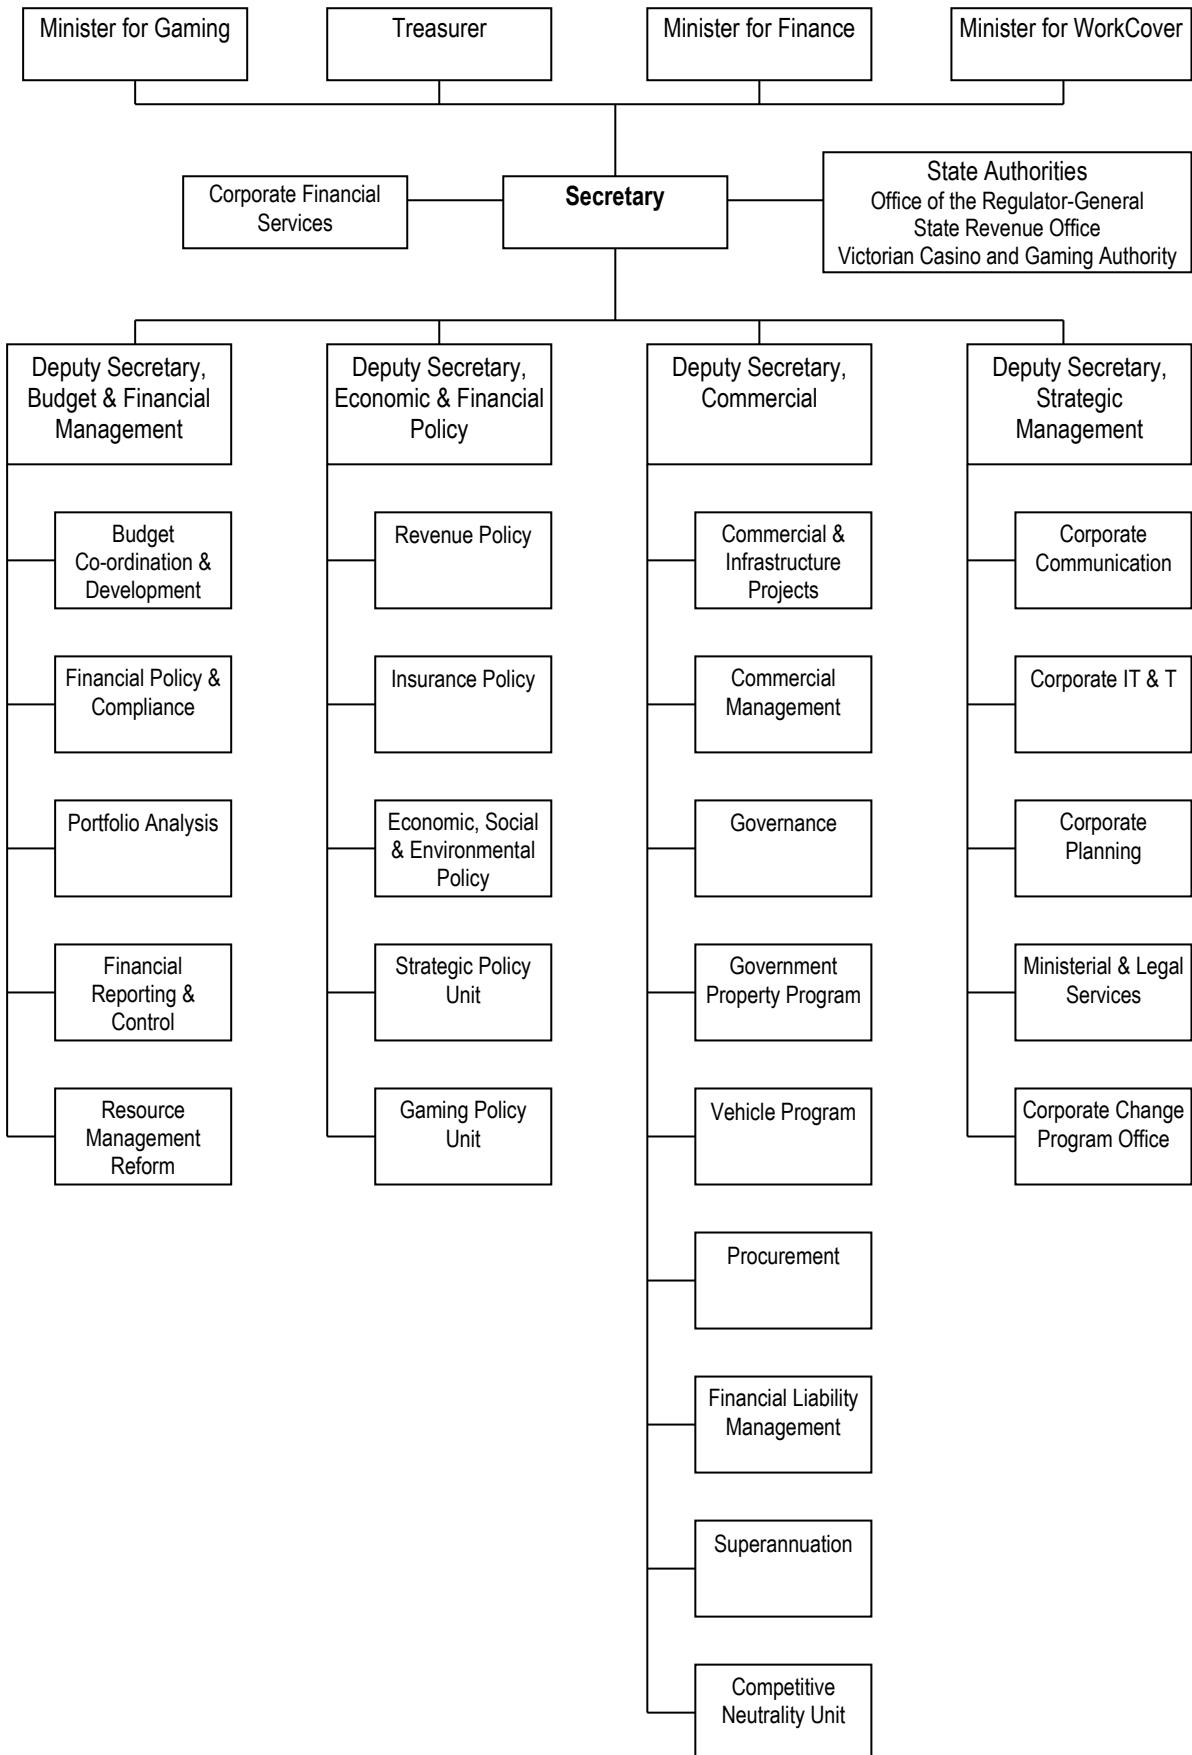 Minister for Gaming
Treasurer
Minister for Finance
Minister for WorkCover
Corporate Financial
Services
Secretary
State Authorities
Office of the Regulator-General
State Revenue Office
Victorian Casino and Gaming Authority
Deputy Secretary,
Budget & Financial
Management
Deputy Secretary,
Economic & Financial
Policy
Deputy Secretary,
Commercial
Deputy Secretary,
Strategic
Management
Budget
Co-ordination &
Development
Revenue Policy
Commercial &
Infrastructure
Projects
Corporate
Communication
Financial Policy &
Compliance
Insurance Policy
Commercial
Management
Corporate IT & T
Portfolio Analysis
Economic, Social
& Environmental
Policy
Governance
Corporate
Planning
Financial
Reporting &
Control
Strategic Policy
Unit
Government
Property Program
Ministerial & Legal
Services
Resource
Management
Reform
Gaming Policy
Unit
Vehicle Program
Corporate Change
Program Office
Procurement
Financial Liability
Management
Superannuation
Competitive
Neutrality Unit